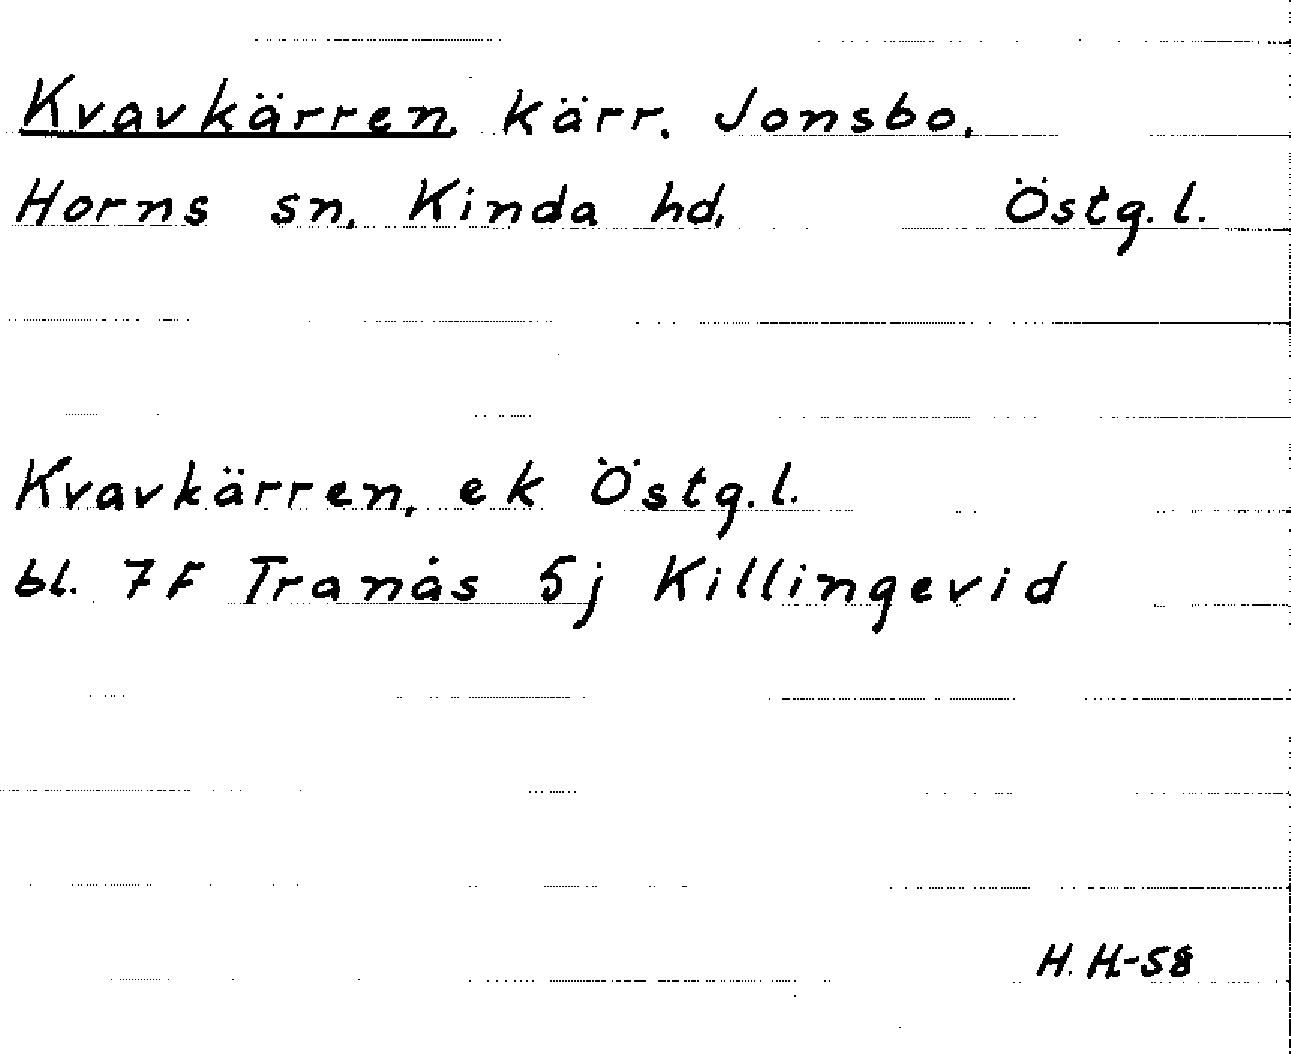 Kvavkärren, kärr. Jonsbo.
Horns sn. Kinda hd. Östg. l.
Kvavkärren, ek Östg. l.
bl. 7F Tranås 5j Killingevid
H. H.-58